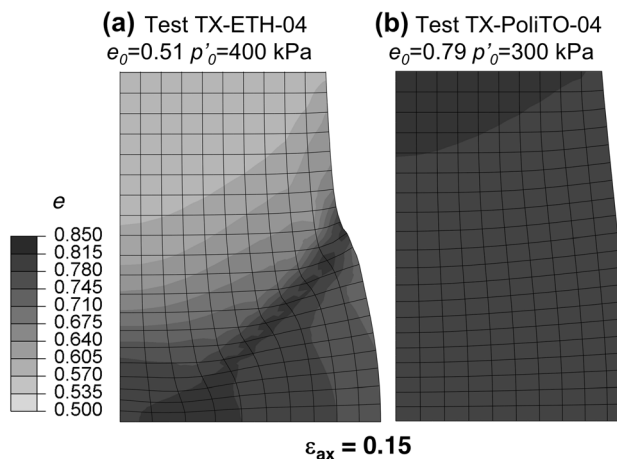 (a) Test TX-ETH-04
e0=0.51 p'0=400 kPa
(b) Test TX-PoliTO-04
e0=0.79 p'0=300 kPa
e
0.850
0.815
0.780
0.745
0.710
0.675
0.640
0.605
0.570
0.535
0.500
εax = 0.15